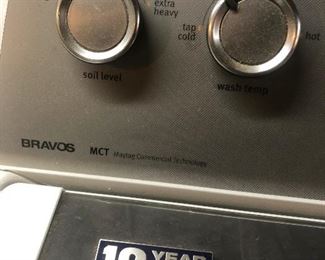 extra
heavy
tap
cold
hot
soil level
wash temp
BRAVOS MCT Maytag Commercial Technology
10 YEAR